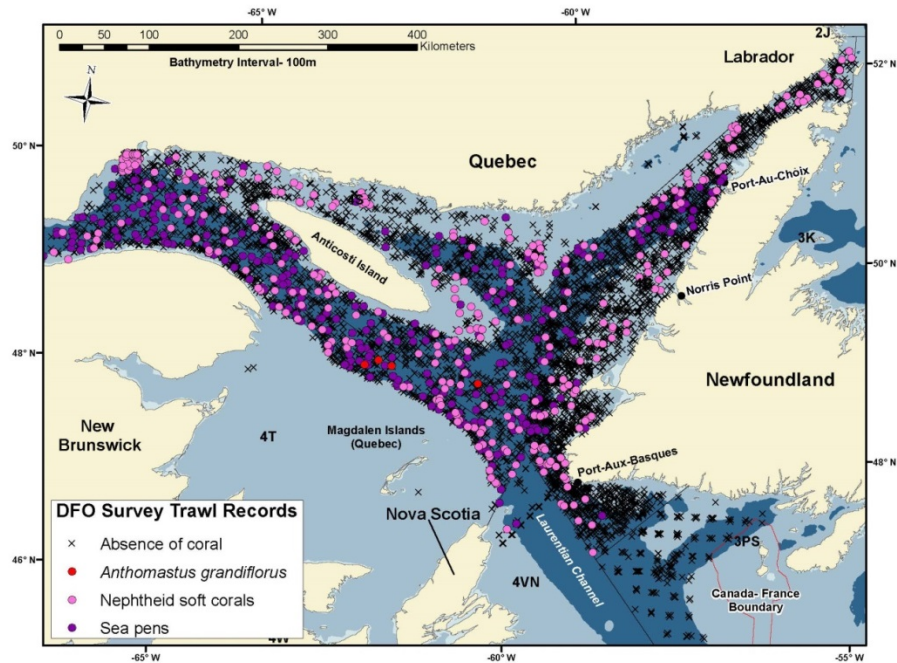 -65° W
-60° W
0 50 100 200 300 400
Kilometers
Bathymetry Interval- 100m
N
2J
Labrador
52° N
50° N
Quebec
4S
Port-Au-Choix
3K
Anticosti Island
Norris Point
50° N
48° N
Newfoundland
New
Brunswick
4T
Magdalen Islands
(Quebec)
Port-Aux-Basques
48° N
DFO Survey Trawl Records
Absence of coral
Anthomastus grandiflorus
Nephtheid soft corals
Sea pens
Nova Scotia
Laurentian Channel
3PS
46° N
4VN
Canada- France
Boundary
4W
-65° W
-60° W
-55° W